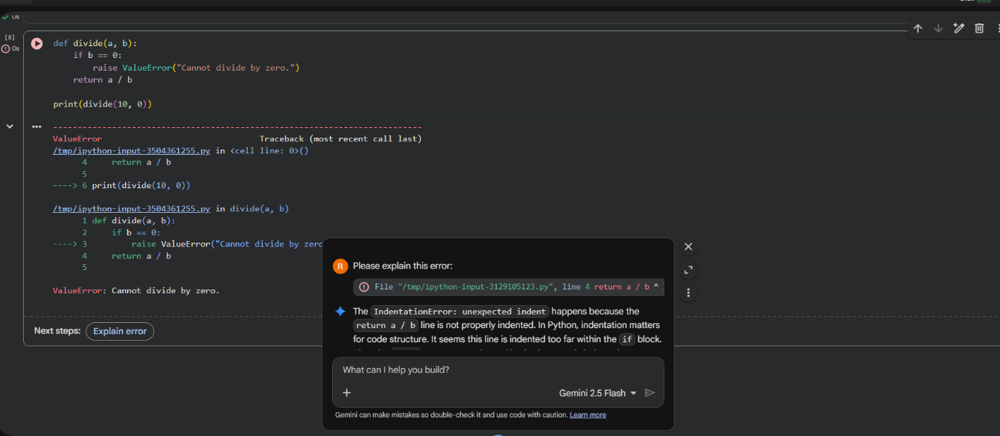 0s
[8]
0s
def divide(a, b):
    if b == 0:
        raise ValueError("Cannot divide by zero.")
    return a / b
print(divide(10, 0))
---------------------------------------------------------------------------
ValueError                                Traceback (most recent call last)
/tmp/ipython-input-3504361255.py in <cell line: 0>()
      4     return a / b
      5
----> 6 print(divide(10, 0))
/tmp/ipython-input-3504361255.py in divide(a, b)
      1 def divide(a, b):
      2     if b == 0:
----> 3         raise ValueError("Cannot divide by zero
      4     return a / b
      5
ValueError: Cannot divide by zero.
Next steps: Explain error
R Please explain this error:
File "/tmp/ipython-input-3129105123.py", line 4 return a / b ^
The IndentationError: unexpected indent happens because the
return a / b line is not properly indented. In Python, indentation matters
for code structure. It seems this line is indented too far within the if block.
What can I help you build?
Gemini 2.5 Flash
Gemini can make mistakes so double-check it and use code with caution. Learn more